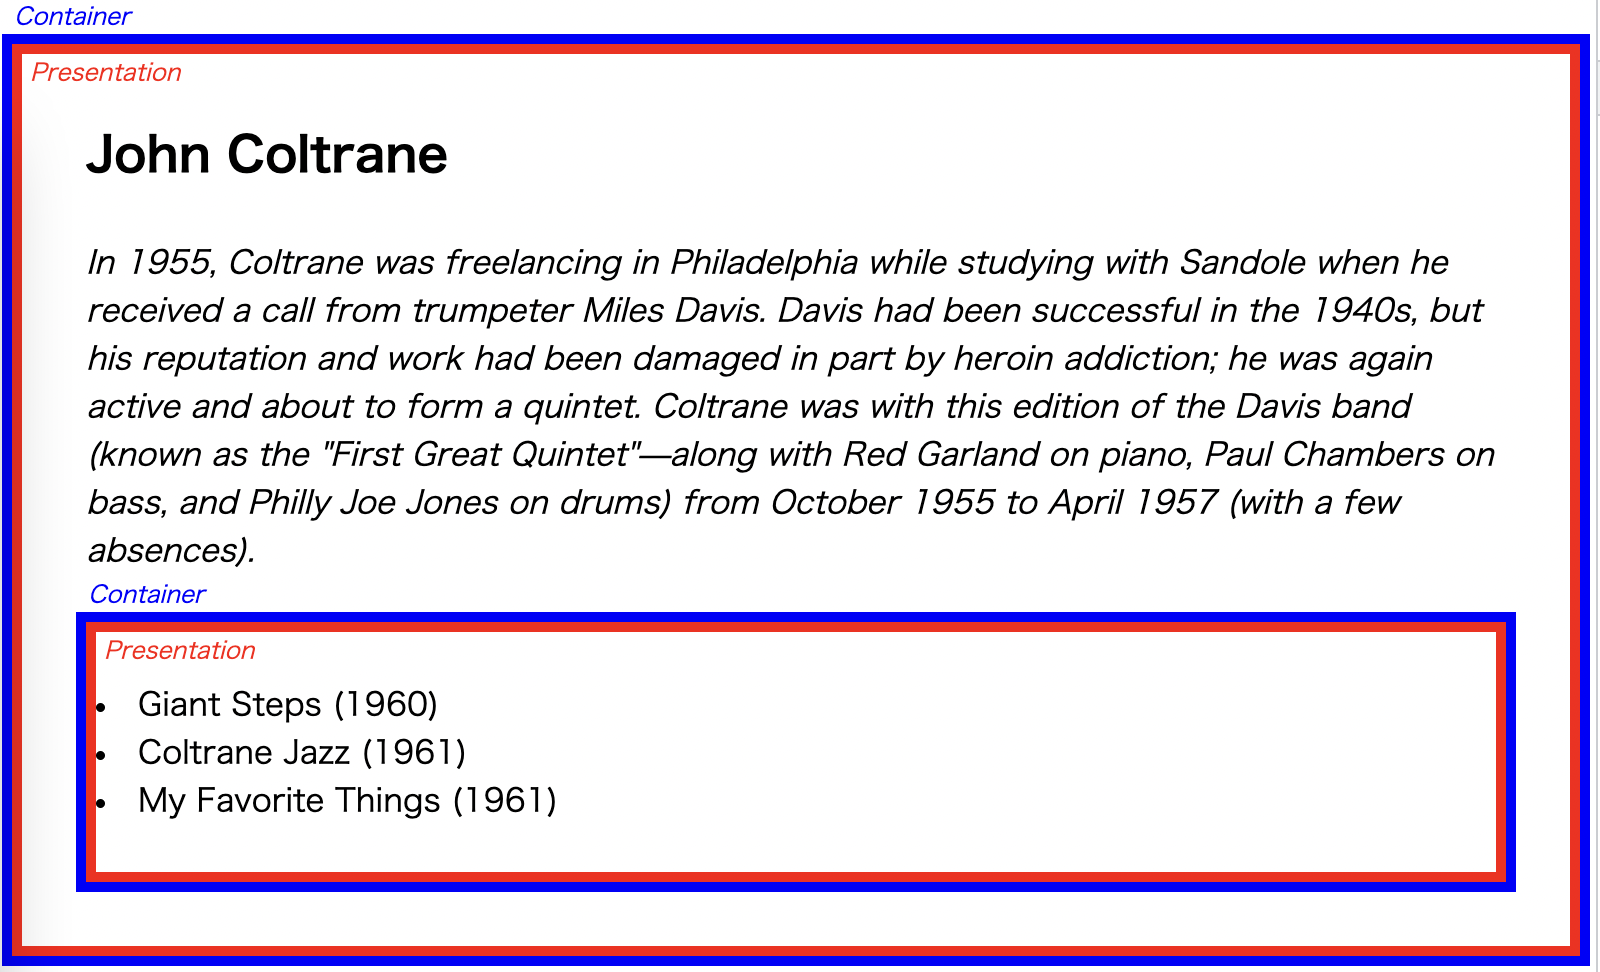 Container
Presentation
John Coltrane
In 1955, Coltrane was freelancing in Philadelphia while studying with Sandole when he
received a call from trumpeter Miles Davis. Davis had been successful in the 1940s, but
his reputation and work had been damaged in part by heroin addiction; he was again
active and about to form a quintet. Coltrane was with this edition of the Davis band
(known as the "First Great Quintet"—along with Red Garland on piano, Paul Chambers on
bass, and Philly Joe Jones on drums) from October 1955 to April 1957 (with a few
absences).
Container
Presentation
• Giant Steps (1960)
• Coltrane Jazz (1961)
• My Favorite Things (1961)